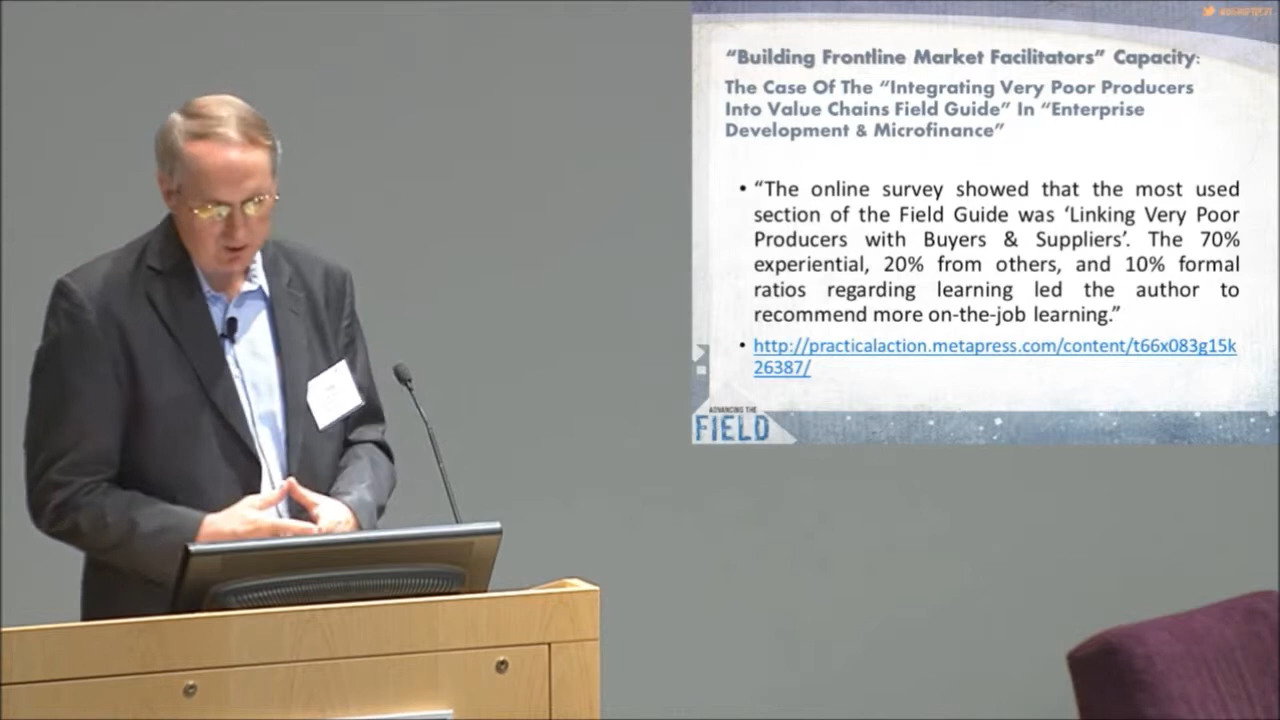 “Building Frontline Market Facilitators” Capacity:
The Case Of The “Integrating Very Poor Producers
Into Value Chains Field Guide” In “Enterprise
Development & Microfinance”
• “The online survey showed that the most used
section of the Field Guide was ‘Linking Very Poor
Producers with Buyers & Suppliers’. The 70%
experiential, 20% from others, and 10% formal
ratios regarding learning led the author to
recommend more on-the-job learning.”
• http://practicalaction.metapress.com/content/t66x083g15k
26387/
ADVANCING THE
FIELD